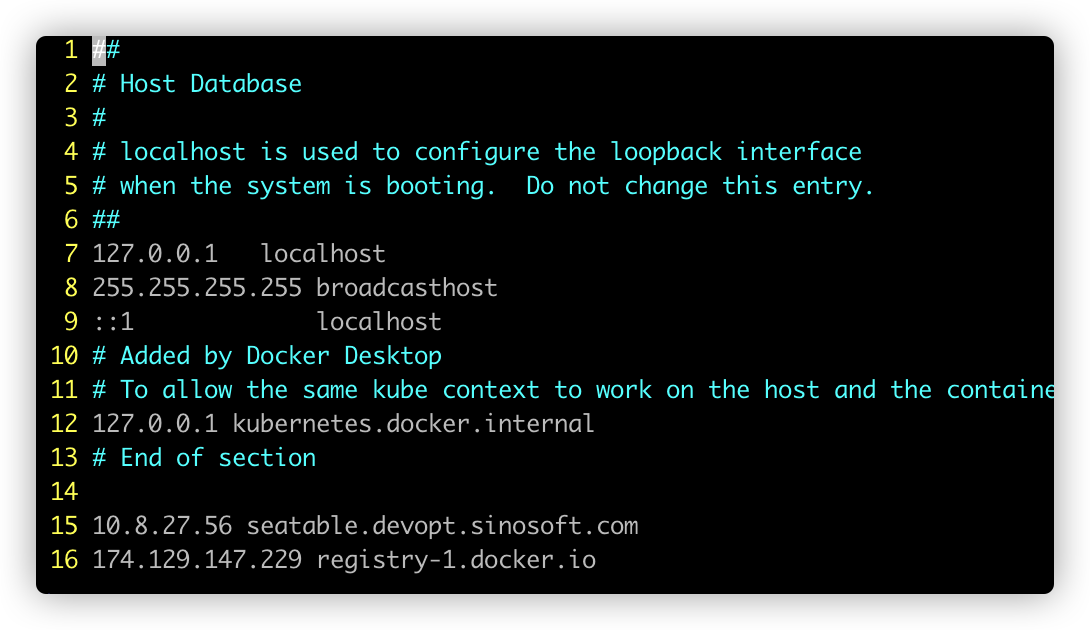 1 ##
2 # Host Database
3 #
4 # localhost is used to configure the loopback interface
5 # when the system is booting.  Do not change this entry.
6 ##
7 127.0.0.1   localhost
8 255.255.255.255 broadcasthost
9 ::1             localhost
10 # Added by Docker Desktop
11 # To allow the same kube context to work on the host and the containe
12 127.0.0.1 kubernetes.docker.internal
13 # End of section
14
15 10.8.27.56 seatable.devopt.sinosoft.com
16 174.129.147.229 registry-1.docker.io